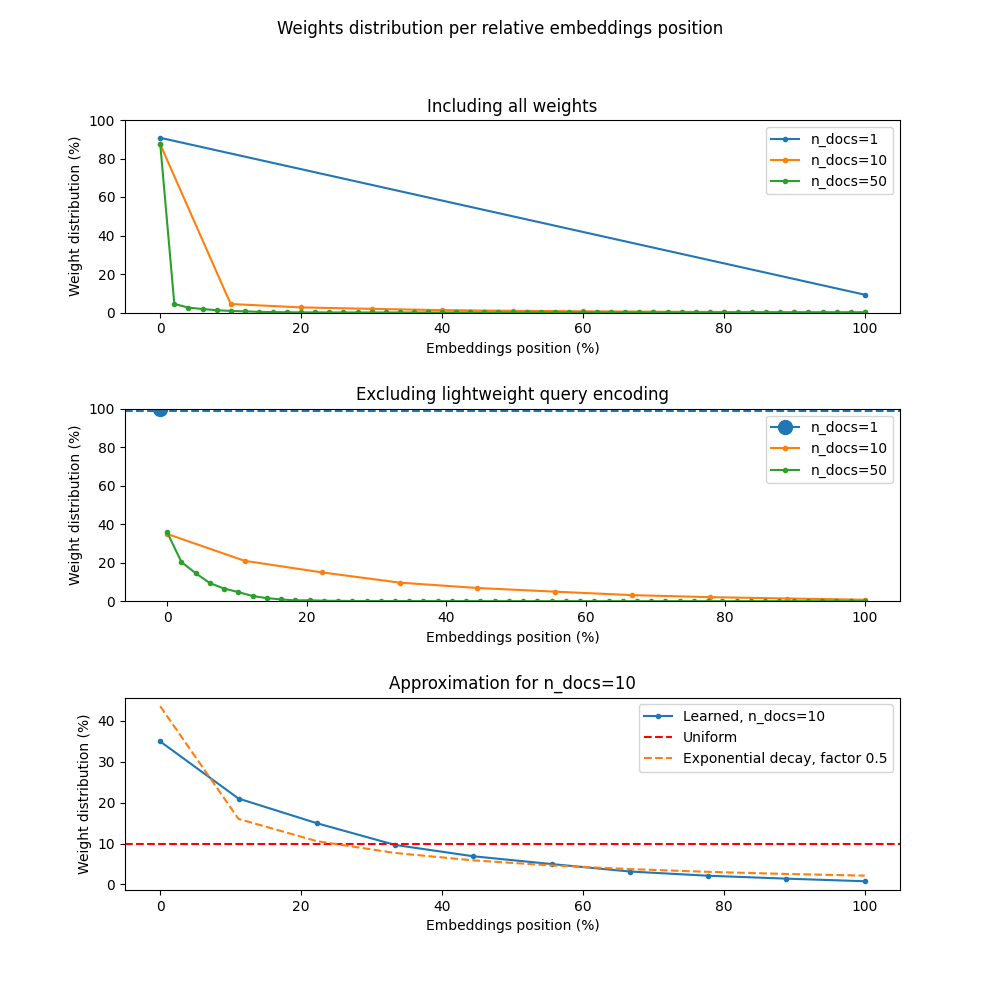 Weights distribution per relative embeddings position
Including all weights
Weight distribution (%)
100
80
60
40
20
0
n_docs=1
n_docs=10
n_docs=50
0 20 40 60 80 100
Embeddings position (%)
Excluding lightweight query encoding
Weight distribution (%)
100
80
60
40
20
0
n_docs=1
n_docs=10
n_docs=50
0 20 40 60 80 100
Embeddings position (%)
Approximation for n_docs=10
Weight distribution (%)
40
30
20
10
0
Learned, n_docs=10
Uniform
Exponential decay, factor 0.5
0 20 40 60 80 100
Embeddings position (%)